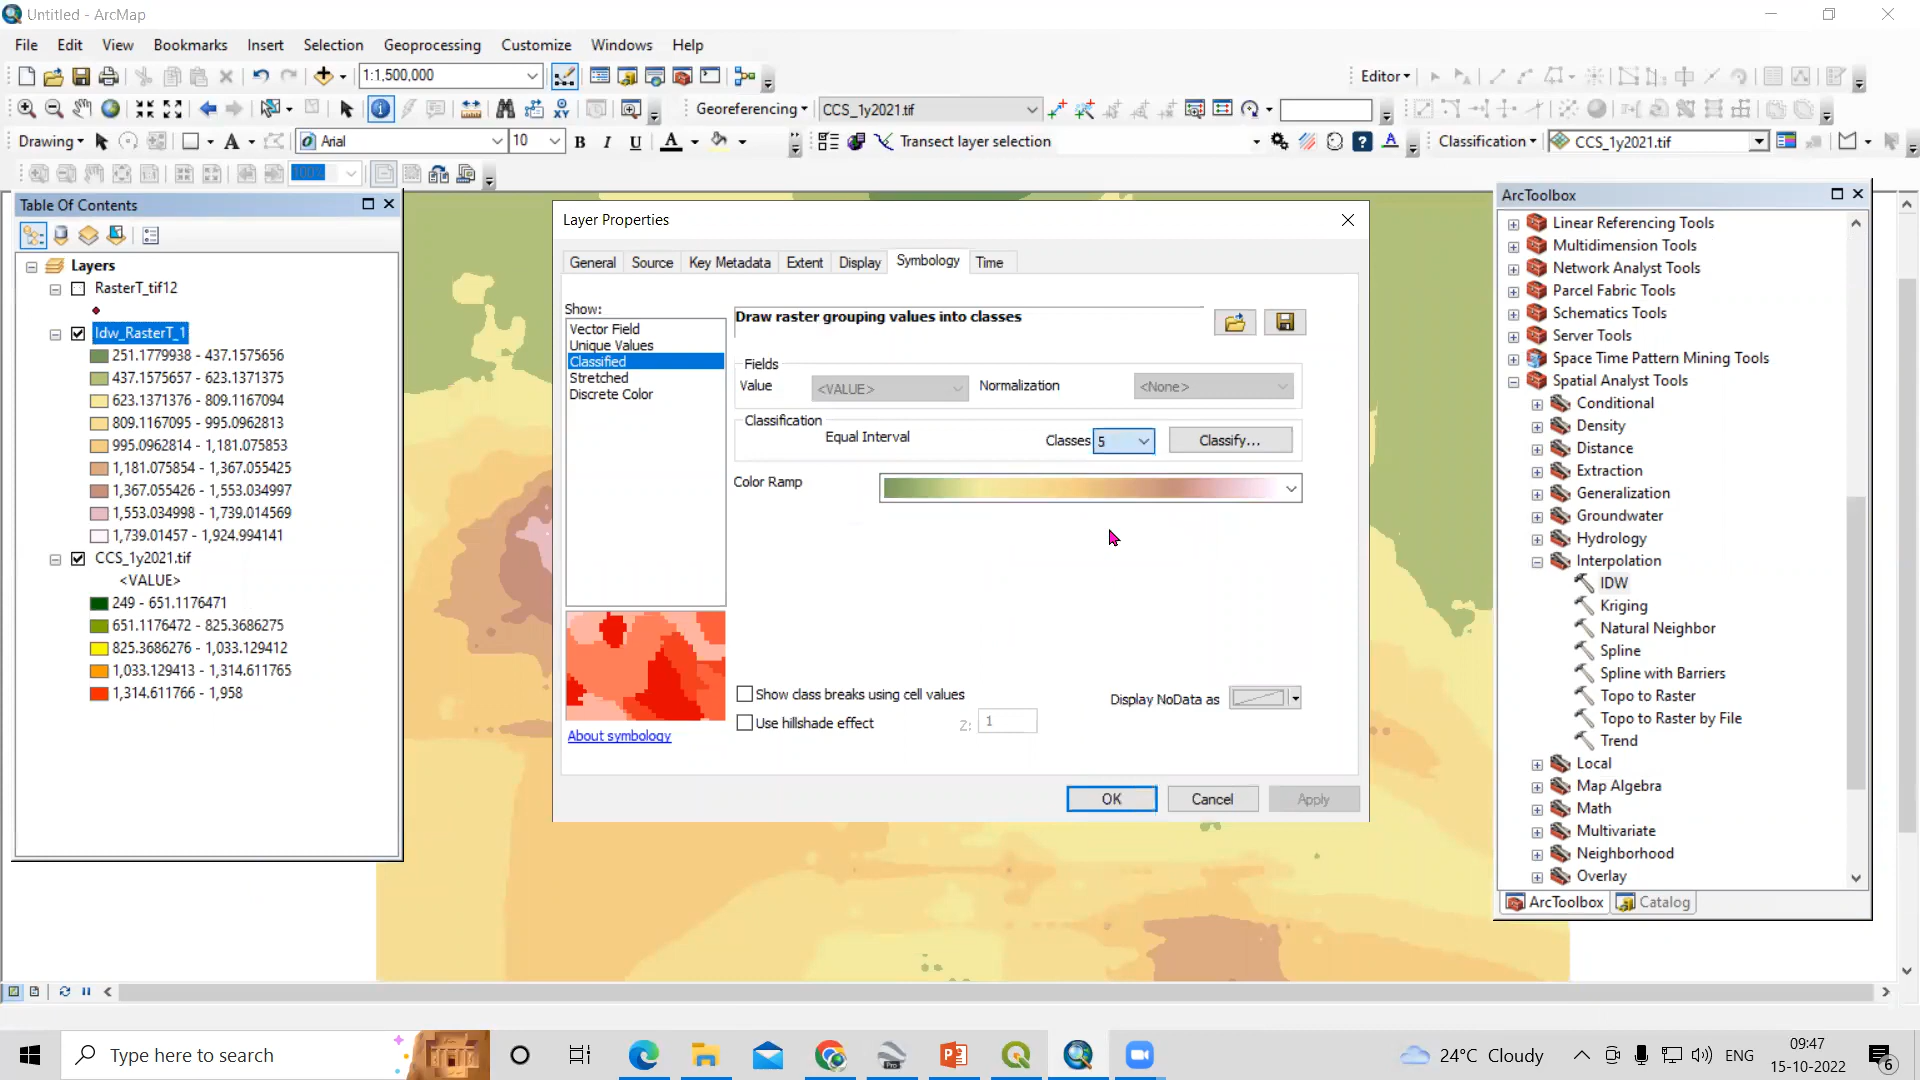 Untitled - ArcMap
File Edit View Bookmarks Insert Selection Geoprocessing Customize Windows Help
1:1,500,000
Editor
Georeferencing CCS_1y2021.tif
Drawing Arial 10 B I U A Transect layer selection Classification CCS_1y2021.tif
100%
Table Of Contents
Layers
RasterT_tif12
Idw_RasterT_1
251.1779938 - 437.1575656
437.1575657 - 623.1371375
623.1371376 - 809.1167094
809.1167095 - 995.0962813
995.0962814 - 1,181.075853
1,181.075854 - 1,367.055425
1,367.055426 - 1,553.034997
1,553.034998 - 1,739.014569
1,739.01457 - 1,924.994141
CCS_1y2021.tif
<VALUE>
249 - 651.1176471
651.1176472 - 825.3686275
825.3686276 - 1,033.129412
1,033.129413 - 1,314.611765
1,314.611766 - 1,958
Layer Properties
General Source Key Metadata Extent Display Symbology Time
Show:
Vector Field
Unique Values
Classified
Stretched
Discrete Color
About symbology
Draw raster grouping values into classes
Fields
Value <VALUE> Normalization <None>
Classification
Equal Interval Classes 5 Classify...
Color Ramp
Show class breaks using cell values
Use hillshade effect Z: 1
Display NoData as
OK Cancel Apply
ArcToolbox
Linear Referencing Tools
Multidimension Tools
Network Analyst Tools
Parcel Fabric Tools
Schematics Tools
Server Tools
Space Time Pattern Mining Tools
Spatial Analyst Tools
Conditional
Density
Distance
Extraction
Generalization
Groundwater
Hydrology
Interpolation
IDW
Kriging
Natural Neighbor
Spline
Spline with Barriers
Topo to Raster
Topo to Raster by File
Trend
Local
Map Algebra
Math
Multivariate
Neighborhood
Overlay
ArcToolbox Catalog
Type here to search
24°C Cloudy
ENG
09:47
15-10-2022
6